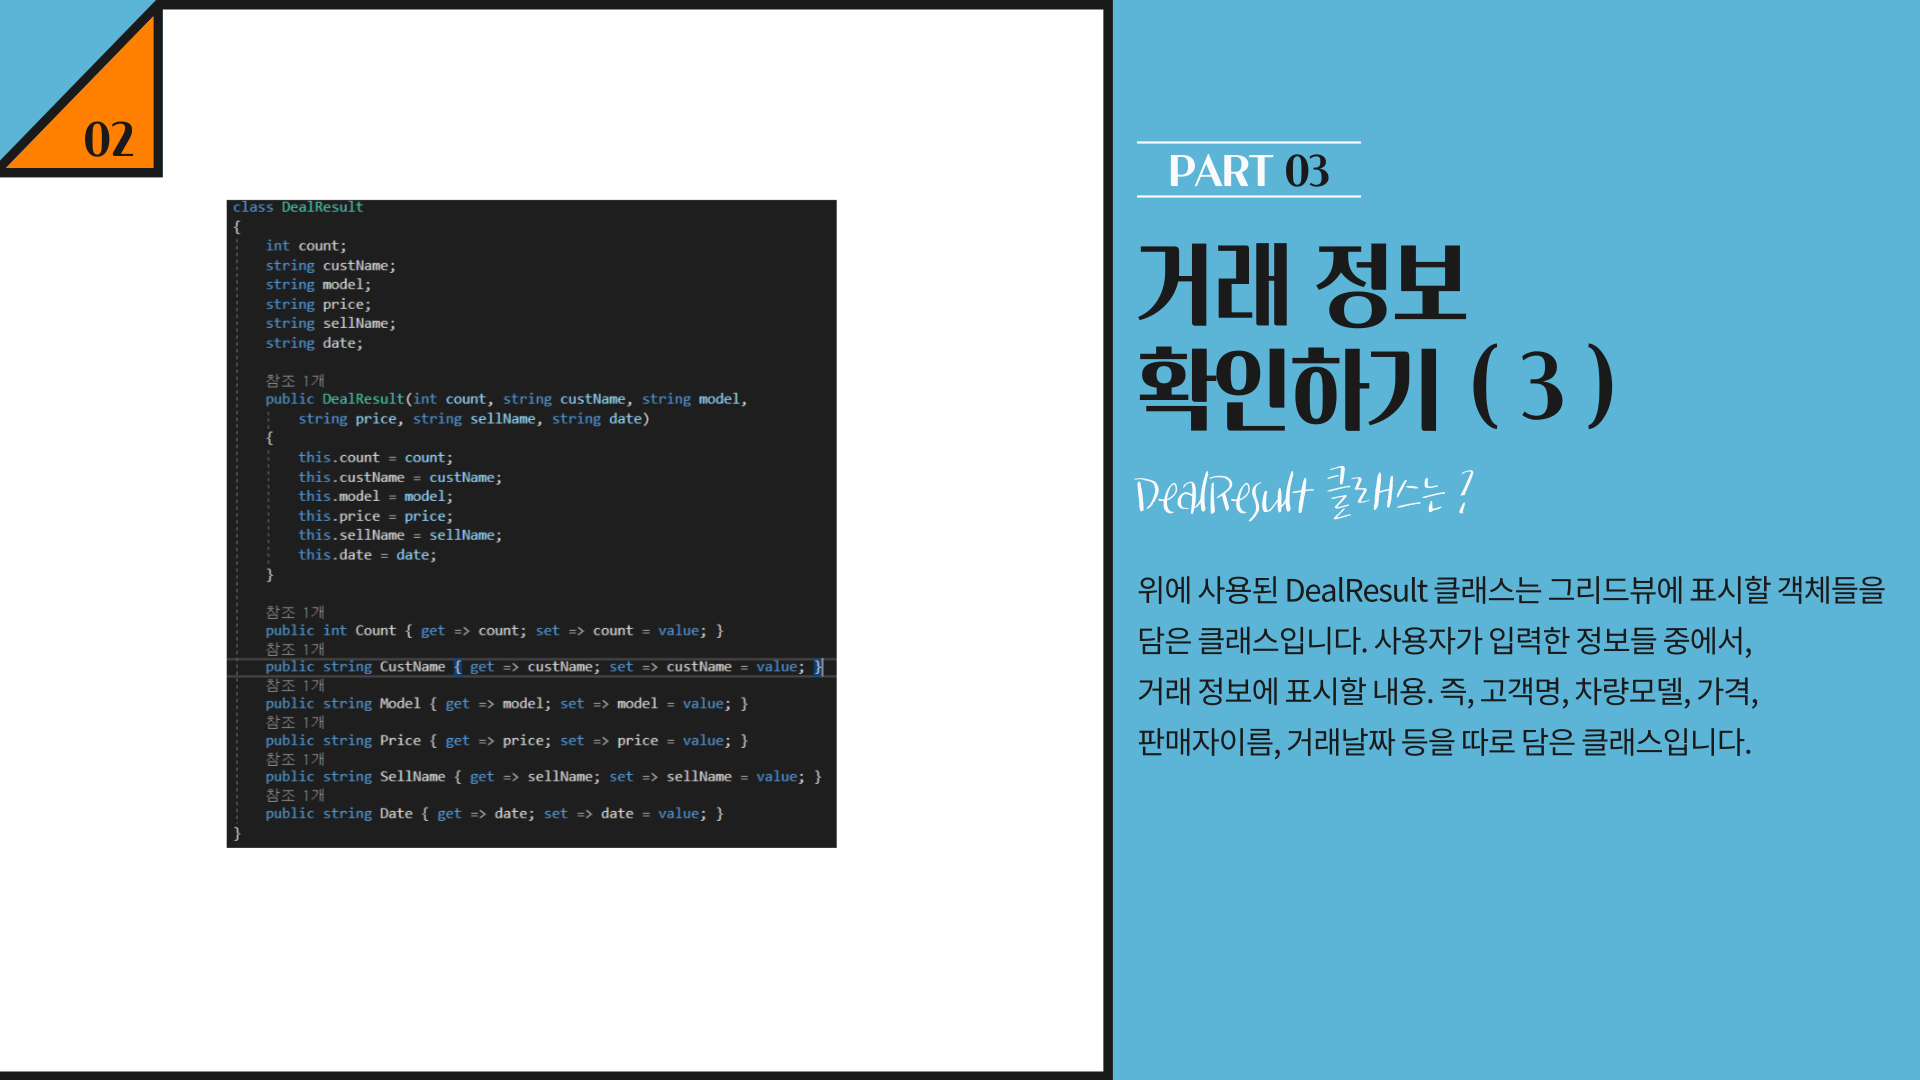 02
class DealResult
{
int count;
string custName;
string model;
string price;
string sellName;
string date;
참조 1개
public DealResult(int count, string custName, string model,
string price, string sellName, string date)
{
this.count = count;
this.custName = custName;
this.model = model;
this.price = price;
this.sellName = sellName;
this.date = date;
}
참조 1개
public int Count { get => count; set => count = value; }
참조 1개
public string CustName { get => custName; set => custName = value; }
참조 1개
public string Model { get => model; set => model = value; }
참조 1개
public string Price { get => price; set => price = value; }
참조 1개
public string SellName { get => sellName; set => sellName = value; }
참조 1개
public string Date { get => date; set => date = value; }
}
PART 03
거래 정보
확인하기 ( 3 )
DealResult 클래스는 ?
위에 사용된 DealResult 클래스는 그리드뷰에 표시할 객체들을
담은 클래스입니다. 사용자가 입력한 정보들 중에서,
거래 정보에 표시할 내용. 즉, 고객명, 차량모델, 가격,
판매자이름, 거래날짜 등을 따로 담은 클래스입니다.